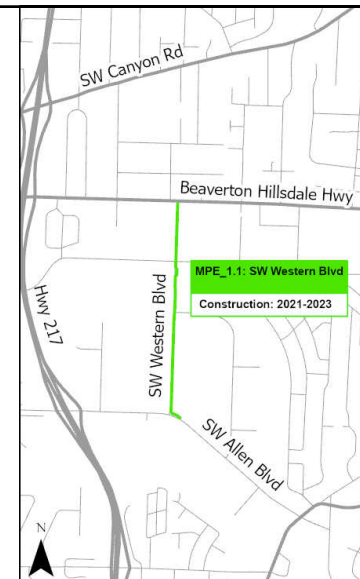 SW Canyon Rd
Beaverton Hillsdale Hwy
MPE_1.1: SW Western Blvd
Construction: 2021-2023
Hwy 217
SW Western Blvd
SW Allen Blvd
N